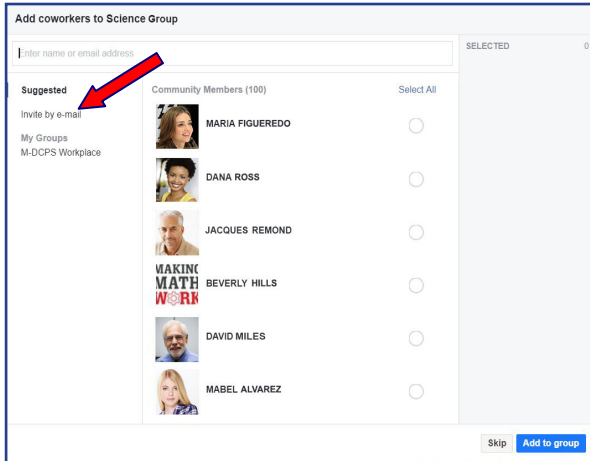 Add coworkers to Science Group
Enter name or email address
SELECTED 0
Suggested
Invite by e-mail
My Groups
M-DCPS Workplace
Community Members (100) Select All
MARIA FIGUEREDO
DANA ROSS
JACQUES REMOND
MAKING
MATH
WORK
BEVERLY HILLS
DAVID MILES
MABEL ALVAREZ
Skip Add to group